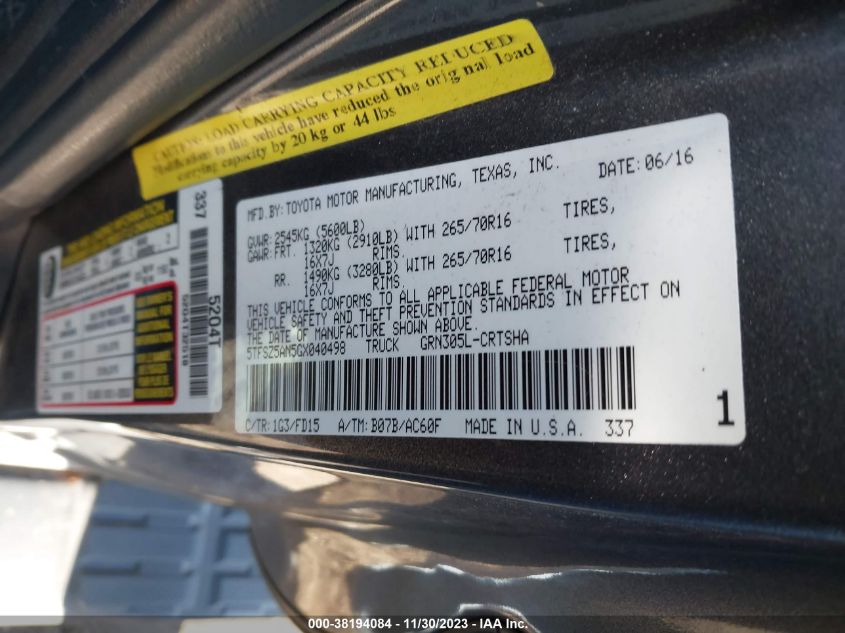 CAUTION: LOAD CARRYING CAPACITY REDUCED
Modifications to this vehicle have reduced the original load
carrying capacity by 20 kg or 44 lbs
MFD.BY:TOYOTA MOTOR MANUFACTURING, TEXAS, INC. DATE:06/16
GVWR:2545KG (5600LB)
GAWR:FRT. 1320KG (2910LB) WITH 265/70R16 TIRES,
16X7J RIMS.
RR. 1490KG (3280LB) WITH 265/70R16 TIRES,
16X7J RIMS.
THIS VEHICLE CONFORMS TO ALL APPLICABLE FEDERAL MOTOR
VEHICLE SAFETY AND THEFT PREVENTION STANDARDS IN EFFECT ON
THE DATE OF MANUFACTURE SHOWN ABOVE.
5TFSZ5AN5GX040498 TRUCK GRN305L-CRTSHA
C/TR:1G3/FD15 A/TM:B07B/AC60F MADE IN U.S.A. 337
1
337
5204T
000-38194084 - 11/30/2023 - IAA Inc.